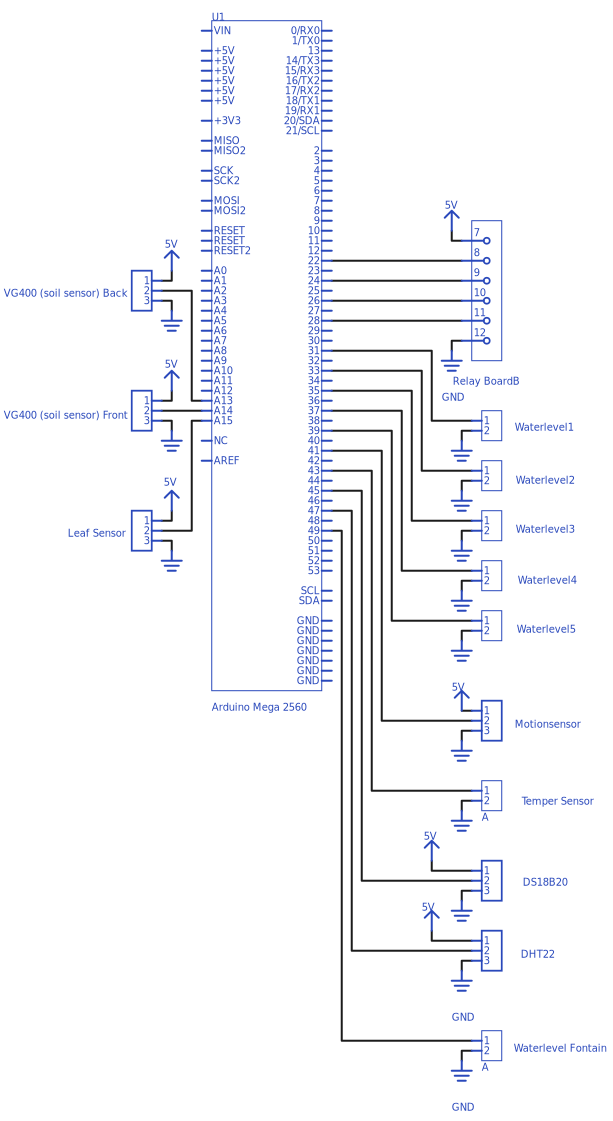 U1
VIN
+5V
+5V
+5V
+5V
+5V
+5V
+3V3
MISO
MISO2
SCK
SCK2
MOSI
MOSI2
RESET
RESET
RESET2
A0
A1
A2
A3
A4
A5
A6
A7
A8
A9
A10
A11
A12
A13
A14
A15
NC
AREF
0/RX0
1/TX0
13
14/TX3
15/RX3
16/TX2
17/RX2
18/TX1
19/RX1
20/SDA
21/SCL
2
3
4
5
6
7
8
9
10
11
12
22
23
24
25
26
27
28
29
30
31
32
33
34
35
36
37
38
39
40
41
42
43
44
45
46
47
48
49
50
51
52
53
SCL
SDA
GND
GND
GND
GND
GND
GND
GND
Arduino Mega 2560
5V
1
2
3
VG400 (soil sensor) Back
5V
1
2
3
VG400 (soil sensor) Front
5V
1
2
3
Leaf Sensor
5V
7
8
9
10
11
12
Relay BoardB
GND
1
2
Waterlevel1
1
2
Waterlevel2
1
2
Waterlevel3
1
2
Waterlevel4
1
2
Waterlevel5
5V
1
2
3
Motionsensor
1
2
Temper Sensor
A
5V
1
2
3
DS18B20
5V
1
2
3
DHT22
GND
1
2
Waterlevel Fontain
A
GND